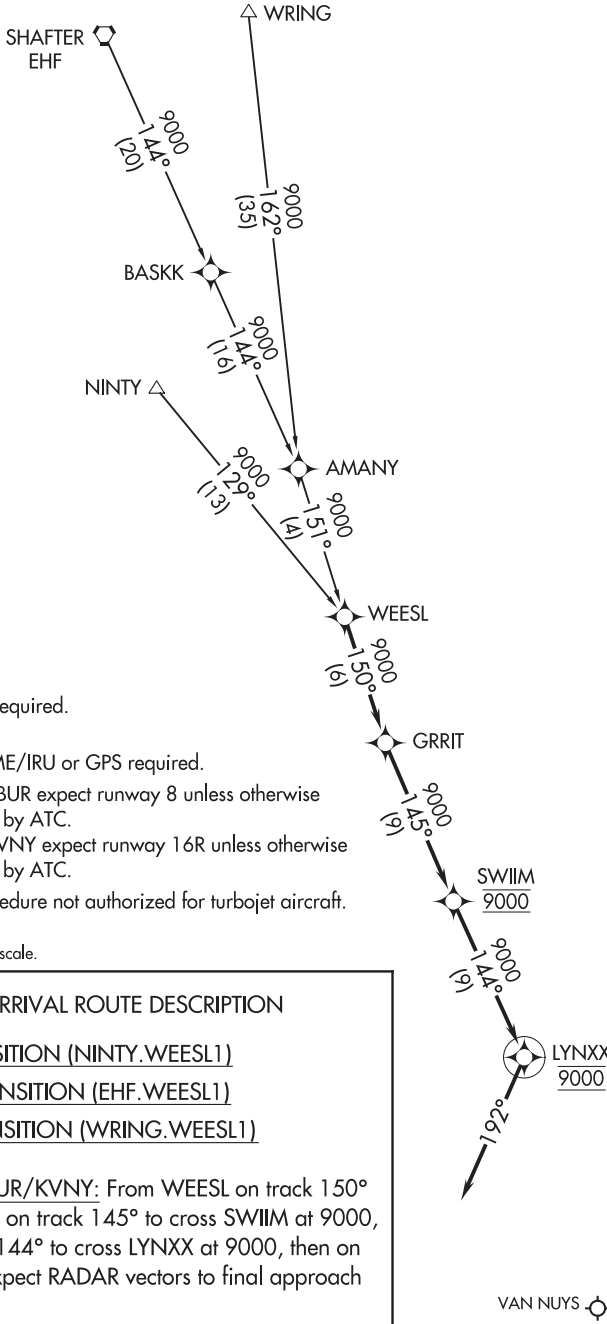 WRING
SHAFTER
EHF
9000
144°
(20)
9000
162°
(35)
BASKK
9000
144°
(16)
NINTY
9000
129°
(13)
AMANY
9000
151°
(4)
WEESL
9000
150°
(6)
equired.
GRRIT
ME/IRU or GPS required.
BUR expect runway 8 unless otherwise
by ATC.
VNY expect runway 16R unless otherwise
by ATC.
9000
145°
(9)
SWIIM
9000
edure not authorized for turbojet aircraft.
scale.
9000
144°
(9)
RRIVAL ROUTE DESCRIPTION
SITION (NINTY.WEESL1)
NSITION (EHF.WEESL1)
NSITION (WRING.WEESL1)
LYNXX
9000
192°
UR/KVNY: From WEESL on track 150°
on track 145° to cross SWIIM at 9000,
144° to cross LYNXX at 9000, then on
xpect RADAR vectors to final approach
VAN NUYS